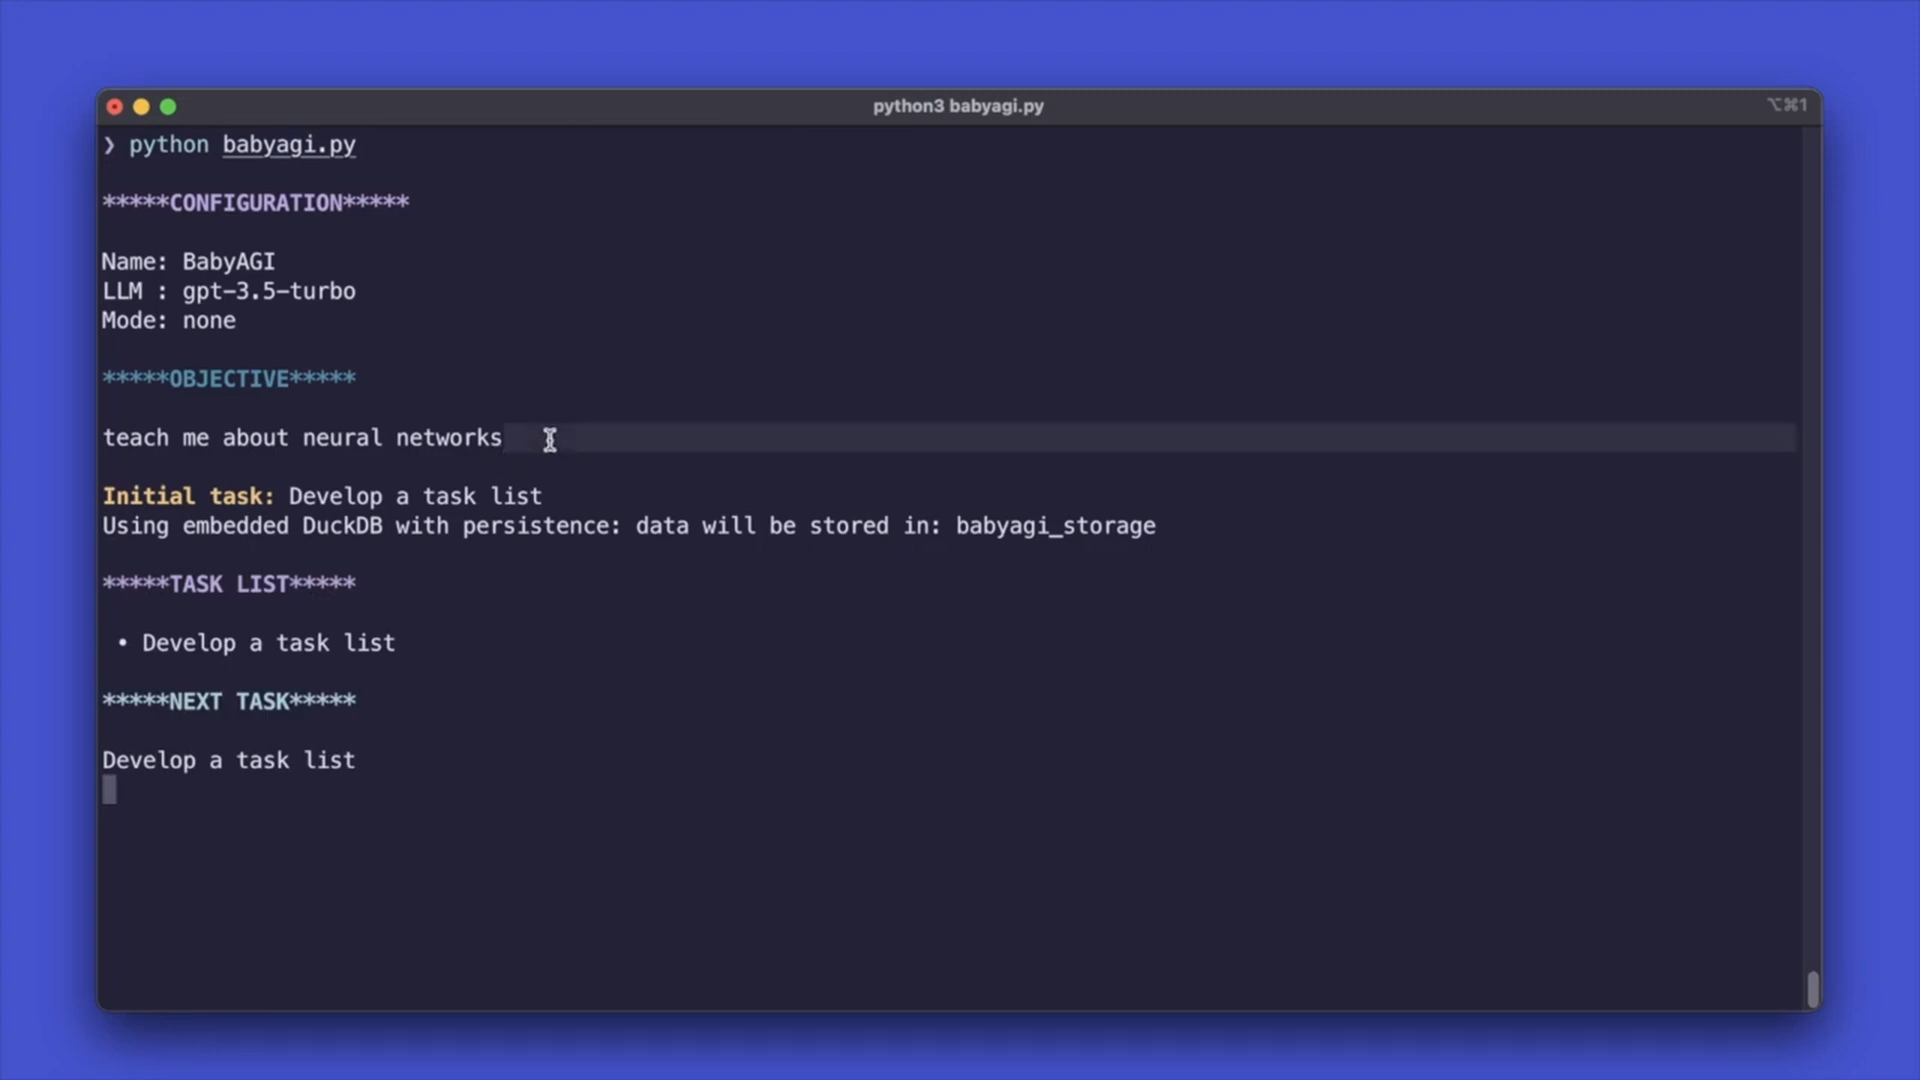 python3 babyagi.py
⌥⌘1
❯ python babyagi.py
*****CONFIGURATION*****
Name: BabyAGI
LLM : gpt-3.5-turbo
Mode: none
*****OBJECTIVE*****
teach me about neural networks
Initial task: Develop a task list
Using embedded DuckDB with persistence: data will be stored in: babyagi_storage
*****TASK LIST*****
• Develop a task list
*****NEXT TASK*****
Develop a task list